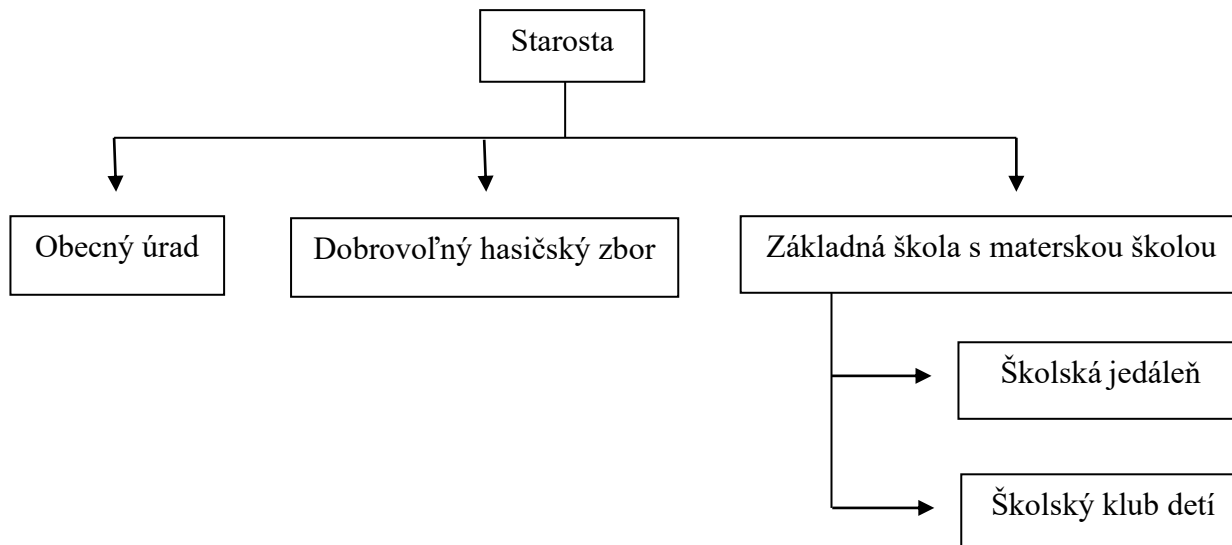 Starosta
Obecný úrad
Dobrovoľný hasičský zbor
Základná škola s materskou školou
Školská jedáleň
Školský klub detí